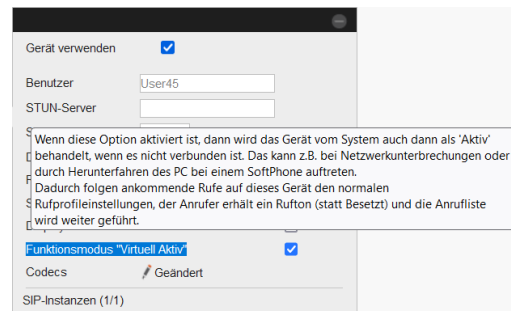 Gerät verwenden
Benutzer User45
STUN-Server
Wenn diese Option aktiviert ist, dann wird das Gerät vom System auch dann als 'Aktiv'
behandelt, wenn es nicht verbunden ist. Das kann z.B. bei Netzwerkunterbrechungen oder
durch Herunterfahren des PC bei einem SoftPhone auftreten.
Dadurch folgen ankommende Rufe auf dieses Gerät den normalen
Rufprofileinstellungen, der Anrufer erhält ein Rufton (statt Besetzt) und die Anrufliste
wird weiter geführt.
Funktionsmodus "Virtuell Aktiv"
Codecs Geändert
SIP-Instanzen (1/1)